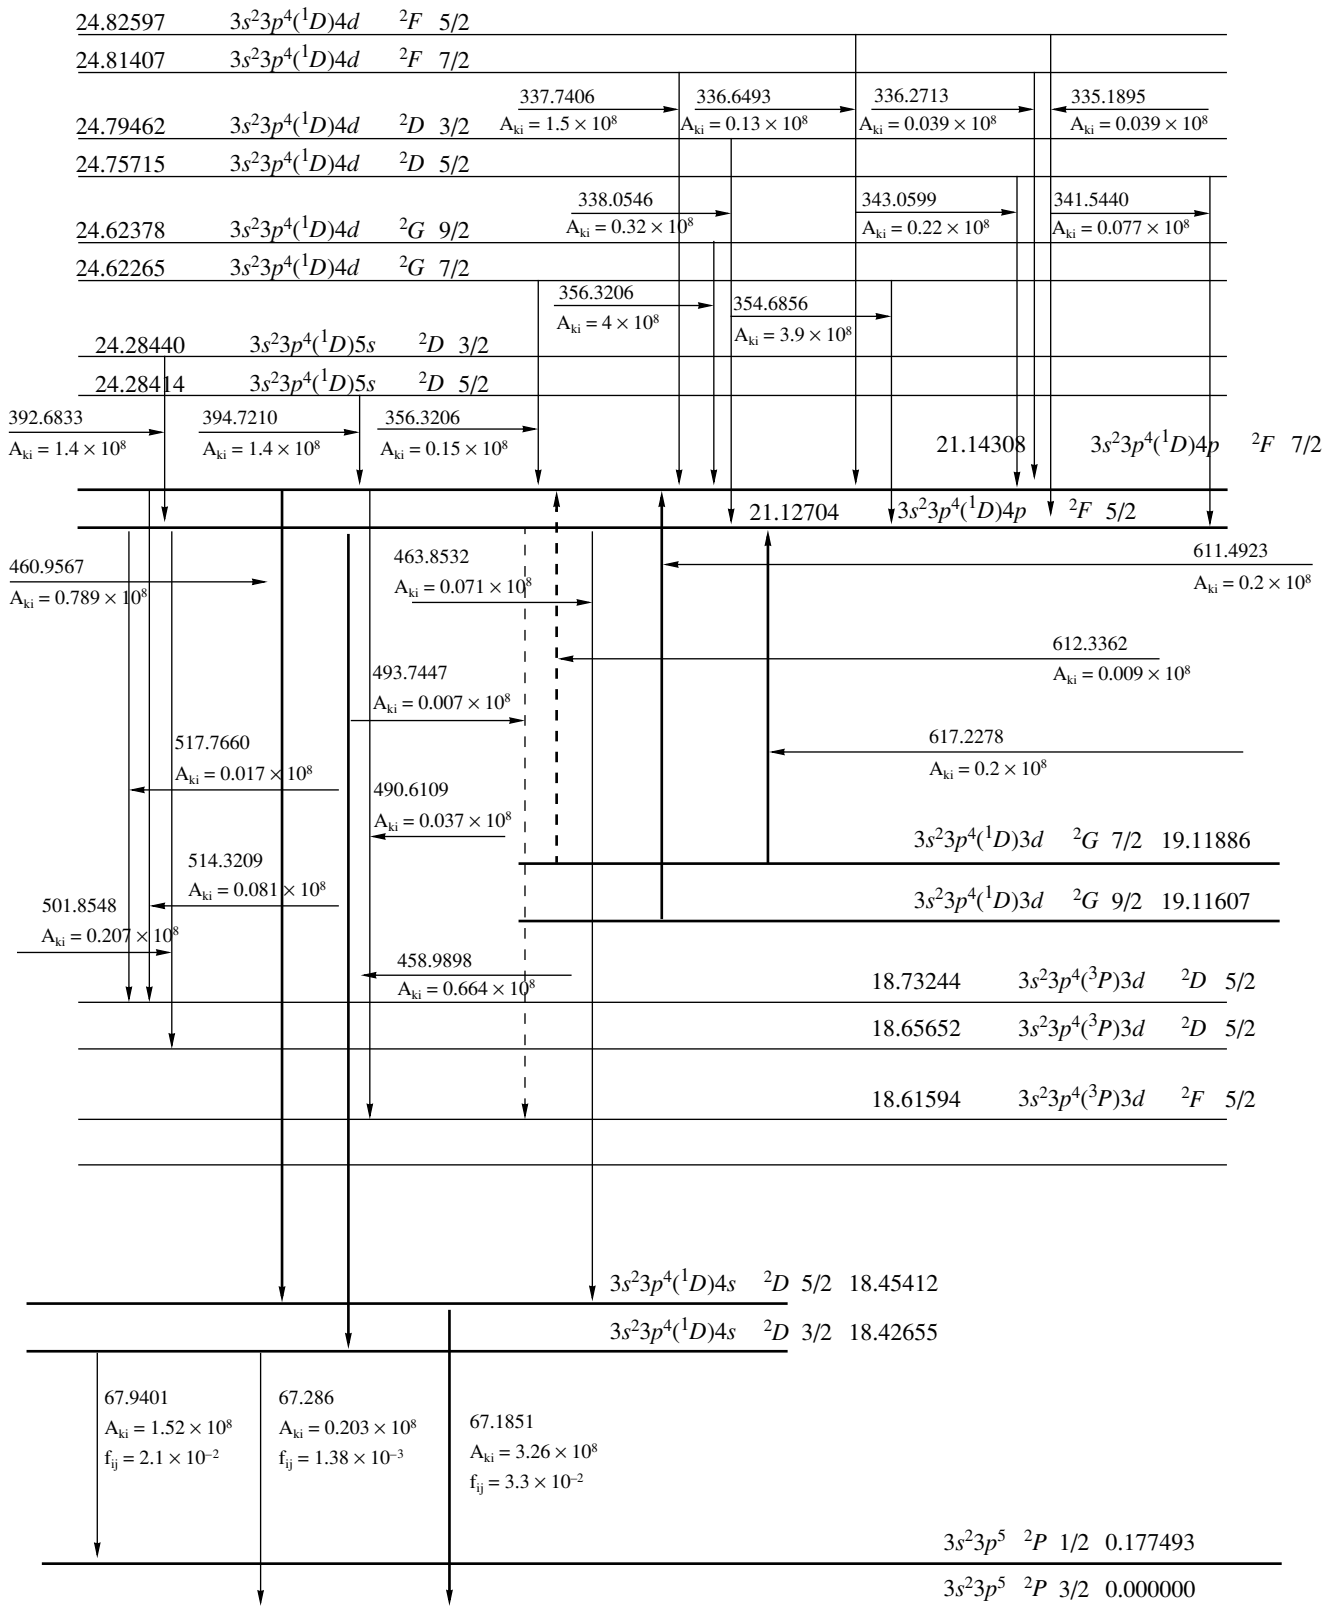 24.82597 3s²3p⁴(¹D)4d ²F 5/2
24.81407 3s²3p⁴(¹D)4d ²F 7/2
337.7406 336.6493 336.2713 335.1895
24.79462 3s²3p⁴(¹D)4d ²D 3/2
Aₖᵢ = 1.5 × 10⁸ Aₖᵢ = 0.13 × 10⁸ Aₖᵢ = 0.039 × 10⁸ Aₖᵢ = 0.039 × 10⁸
24.75715 3s²3p⁴(¹D)4d ²D 5/2
338.0546 343.0599 341.5440
Aₖᵢ = 0.32 × 10⁸ Aₖᵢ = 0.22 × 10⁸ Aₖᵢ = 0.077 × 10⁸
24.62378 3s²3p⁴(¹D)4d ²G 9/2
24.62265 3s²3p⁴(¹D)4d ²G 7/2
356.3206 354.6856
Aₖᵢ = 4 × 10⁸ Aₖᵢ = 3.9 × 10⁸
24.28440 3s²3p⁴(¹D)5s ²D 3/2
24.28414 3s²3p⁴(¹D)5s ²D 5/2
392.6833 394.7210 356.3206
Aₖᵢ = 1.4 × 10⁸ Aₖᵢ = 1.4 × 10⁸ Aₖᵢ = 0.15 × 10⁸
21.14308 3s²3p⁴(¹D)4p ²F 7/2
21.12704 3s²3p⁴(¹D)4p ²F 5/2
460.9567 463.8532 611.4923
Aₖᵢ = 0.789 × 10⁸ Aₖᵢ = 0.071 × 10⁸ Aₖᵢ = 0.2 × 10⁸
612.3362
Aₖᵢ = 0.009 × 10⁸
493.7447
Aₖᵢ = 0.007 × 10⁸
517.7660 617.2278
Aₖᵢ = 0.017 × 10⁸ Aₖᵢ = 0.2 × 10⁸
490.6109
Aₖᵢ = 0.037 × 10⁸
3s²3p⁴(¹D)3d ²G 7/2 19.11886
514.3209
Aₖᵢ = 0.081 × 10⁸
3s²3p⁴(¹D)3d ²G 9/2 19.11607
501.8548
Aₖᵢ = 0.207 × 10⁸
458.9898
Aₖᵢ = 0.664 × 10⁸
18.73244 3s²3p⁴(³P)3d ²D 5/2
18.65652 3s²3p⁴(³P)3d ²D 5/2
18.61594 3s²3p⁴(³P)3d ²F 5/2
3s²3p⁴(¹D)4s ²D 5/2 18.45412
3s²3p⁴(¹D)4s ²D 3/2 18.42655
67.9401 67.286
Aₖᵢ = 1.52 × 10⁸ Aₖᵢ = 0.203 × 10⁸
fᵢⱼ = 2.1 × 10⁻² fᵢⱼ = 1.38 × 10⁻³
67.1851
Aₖᵢ = 3.26 × 10⁸
fᵢⱼ = 3.3 × 10⁻²
3s²3p⁵ ²P 1/2 0.177493
3s²3p⁵ ²P 3/2 0.000000